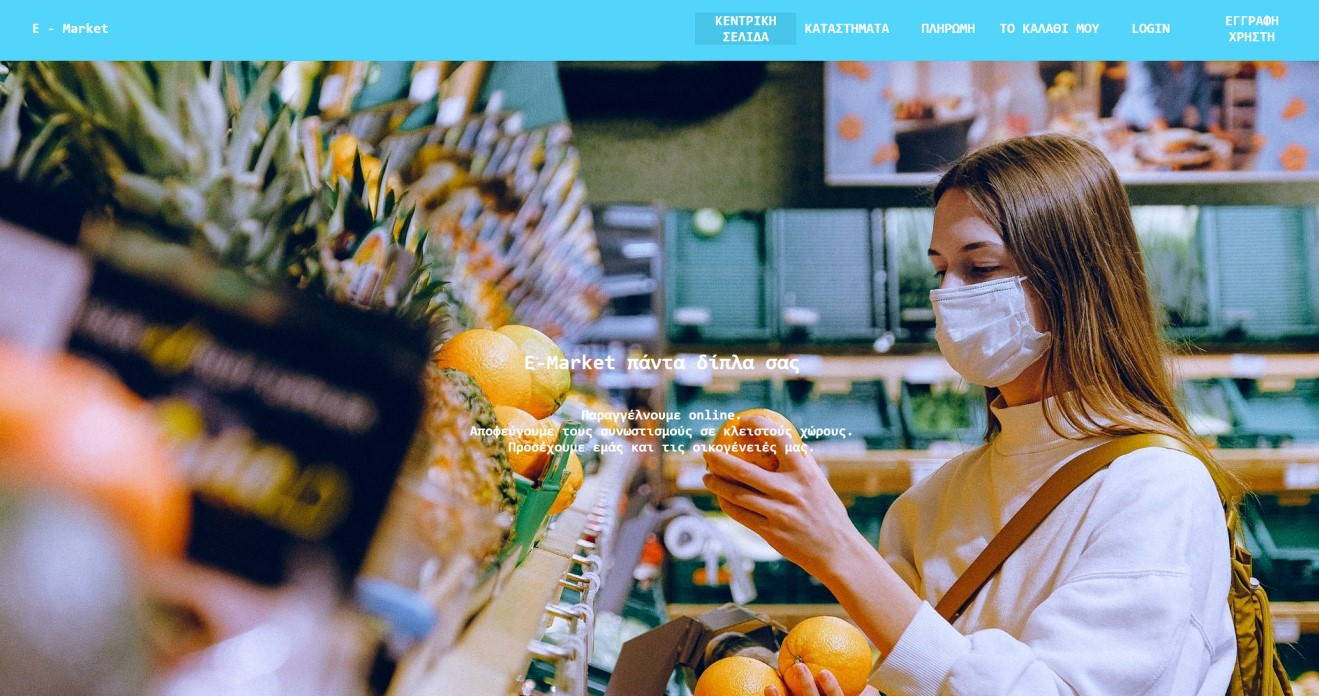 E - Market
ΚΕΝΤΡΙΚΗ
ΣΕΛΙΔΑ
ΚΑΤΑΣΤΗΜΑΤΑ
ΠΛΗΡΩΜΗ
ΤΟ ΚΑΛΑΘΙ ΜΟΥ
LOGIN
ΕΓΓΡΑΦΗ
ΧΡΗΣΤΗ
E-Market πάντα δίπλα σας
Παραγγέλνουμε online.
Αποφεύγουμε τους συνωστισμούς σε κλειστούς χώρους.
Προσέχουμε εμάς και τις οικογένειές μας.